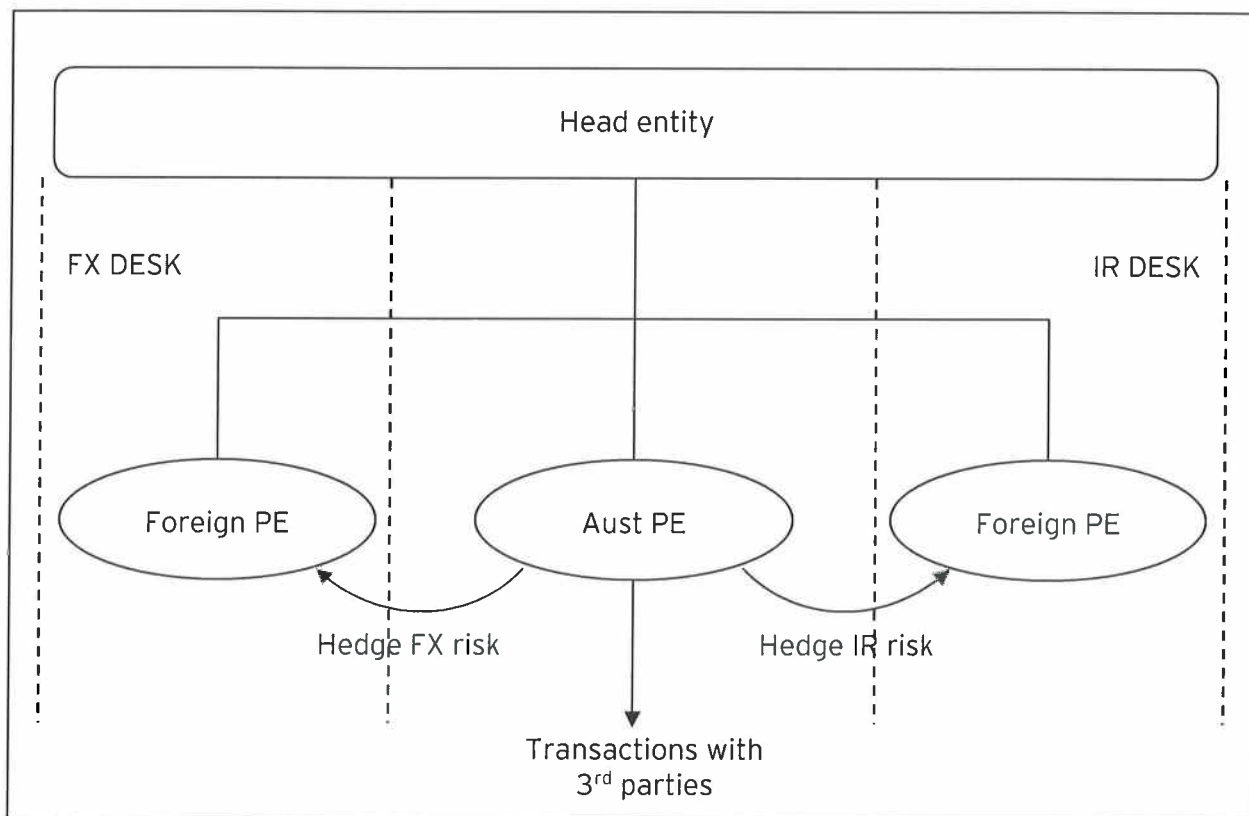 Head entity
FX DESK
IR DESK
Foreign PE
Aust PE
Foreign PE
Hedge FX risk
Hedge IR risk
Transactions with
3rd parties